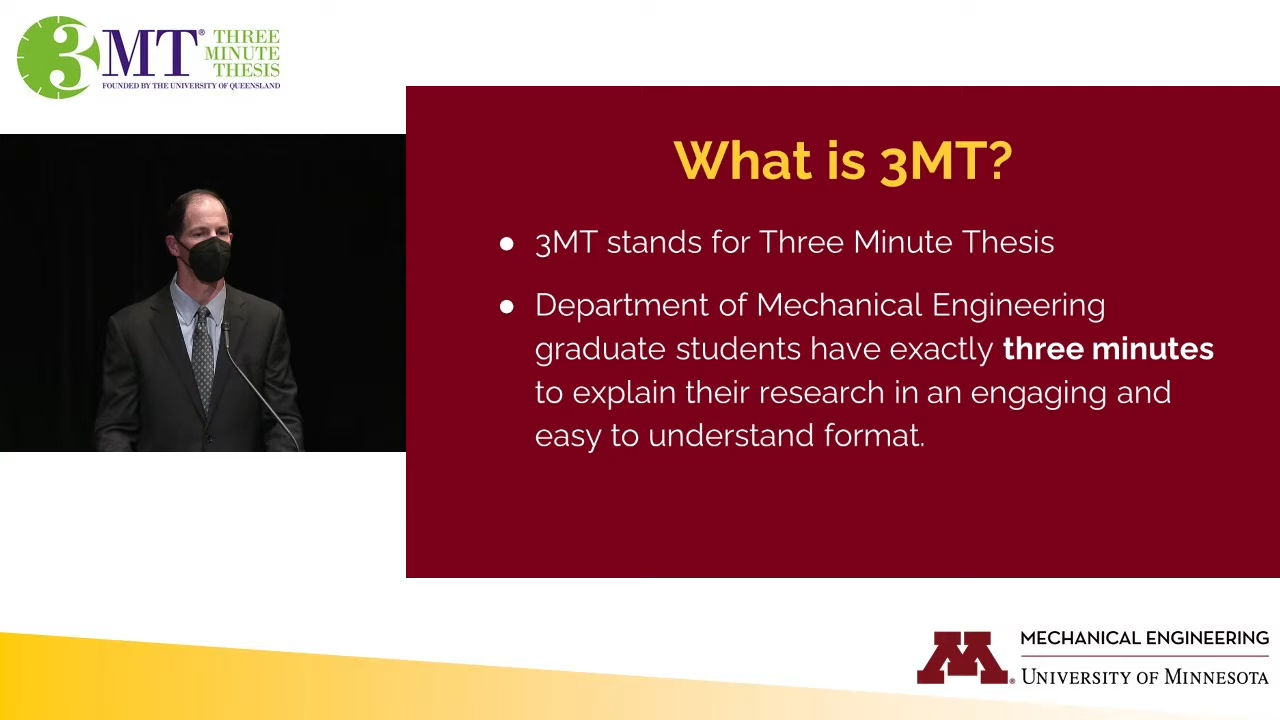 3MT® THREE
MINUTE
THESIS
FOUNDED BY THE UNIVERSITY OF QUEENSLAND
What is 3MT?
● 3MT stands for Three Minute Thesis
● Department of Mechanical Engineering
graduate students have exactly three minutes
to explain their research in an engaging and
easy to understand format.
M®
MECHANICAL ENGINEERING
UNIVERSITY OF MINNESOTA